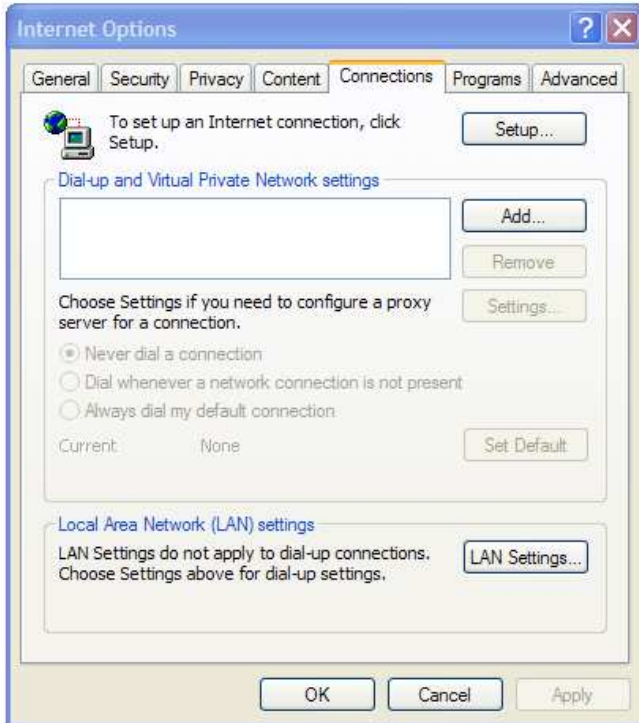 Internet Options
General Security Privacy Content Connections Programs Advanced
To set up an Internet connection, click
Setup.
Setup...
Dial-up and Virtual Private Network settings
Add...
Remove
Choose Settings if you need to configure a proxy
server for a connection.
Settings...
Never dial a connection
Dial whenever a network connection is not present
Always dial my default connection
Current None
Set Default
Local Area Network (LAN) settings
LAN Settings do not apply to dial-up connections.
Choose Settings above for dial-up settings.
LAN Settings...
OK Cancel Apply